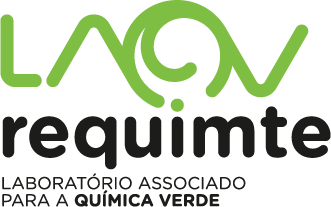 LAQV
requimte
LABORATÓRIO ASSOCIADO
PARA A QUÍMICA VERDE